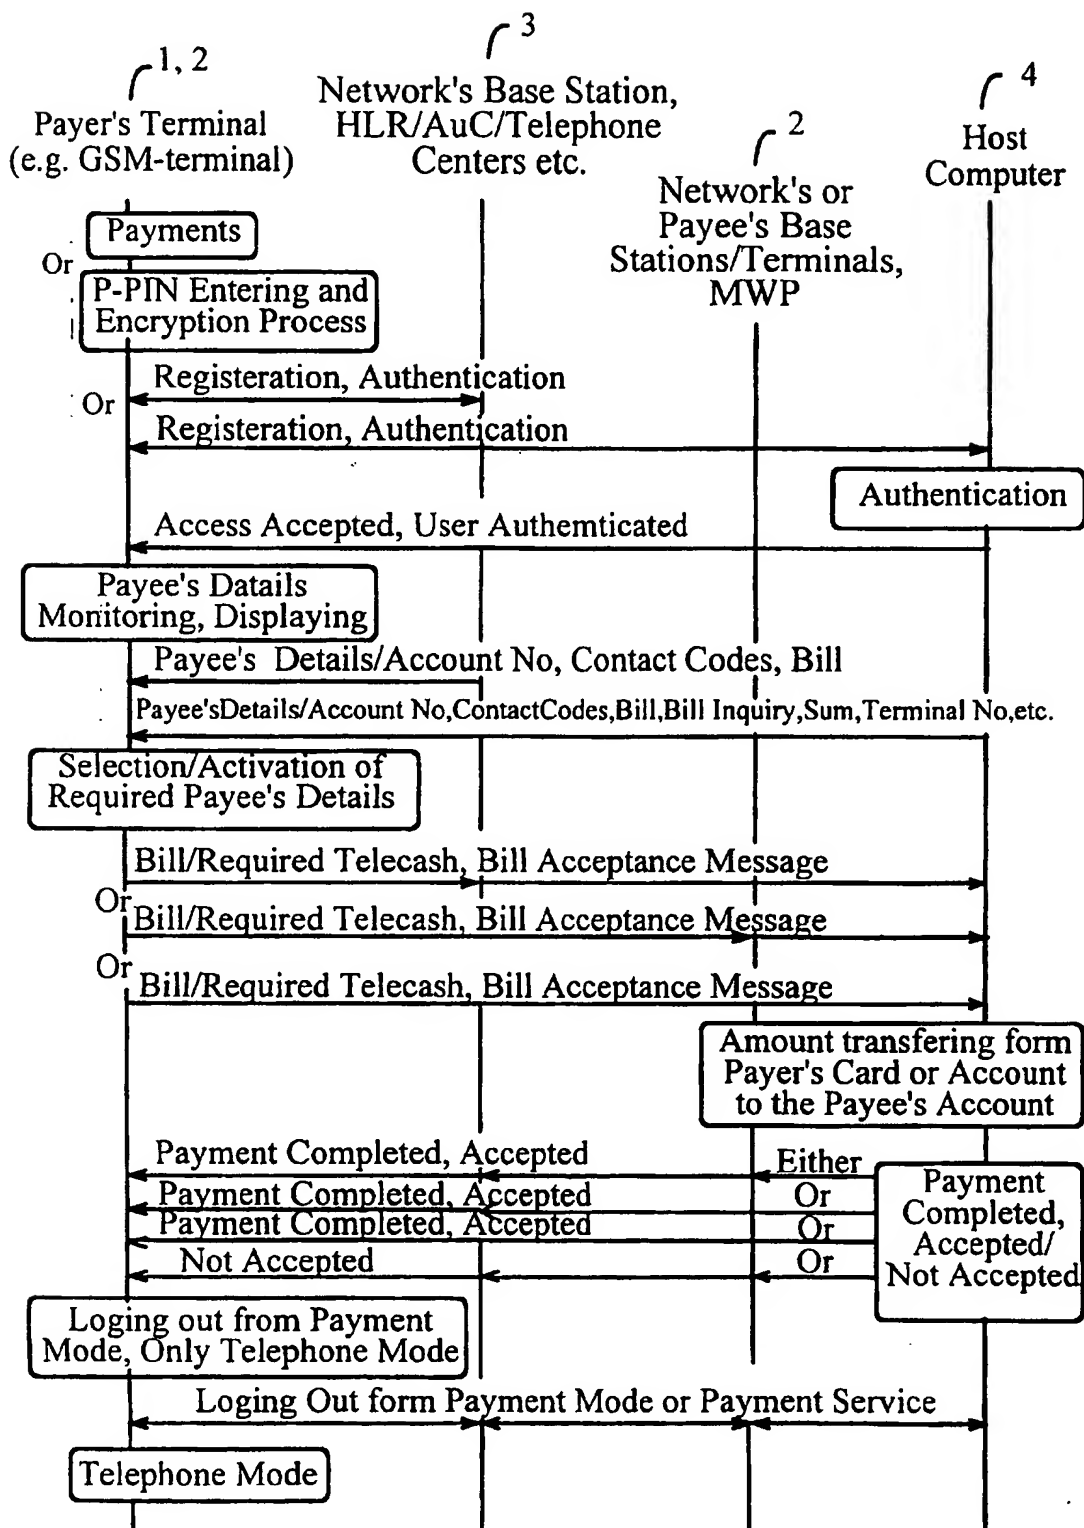 3
1, 2
4
Network's Base Station,
HLR/AuC/Telephone
Centers etc.
Payer's Terminal
(e.g. GSM-terminal)
2
Host
Computer
Network's or
Payee's Base
Stations/Terminals,
MWP
Payments
Or
P-PIN Entering and
Encryption Process
Registeration, Authentication
Or
Registeration, Authentication
Authentication
Access Accepted, User Authemticated
Payee's Datails
Monitoring, Displaying
Payee's Details/Account No, Contact Codes, Bill
Payee'sDetails/Account No,ContactCodes,Bill,Bill Inquiry,Sum,Terminal No,etc.
Selection/Activation of
Required Payee's Details
Bill/Required Telecash, Bill Acceptance Message
Or
Bill/Required Telecash, Bill Acceptance Message
Or
Bill/Required Telecash, Bill Acceptance Message
Amount transfering form
Payer's Card or Account
to the Payee's Account
Payment Completed, Accepted
Either
Payment Completed, Accepted
Or
Payment Completed, Accepted
Or
Not Accepted
Or
Payment
Completed,
Accepted/
Not Accepted
Loging out from Payment
Mode, Only Telephone Mode
Loging Out form Payment Mode or Payment Service
Telephone Mode